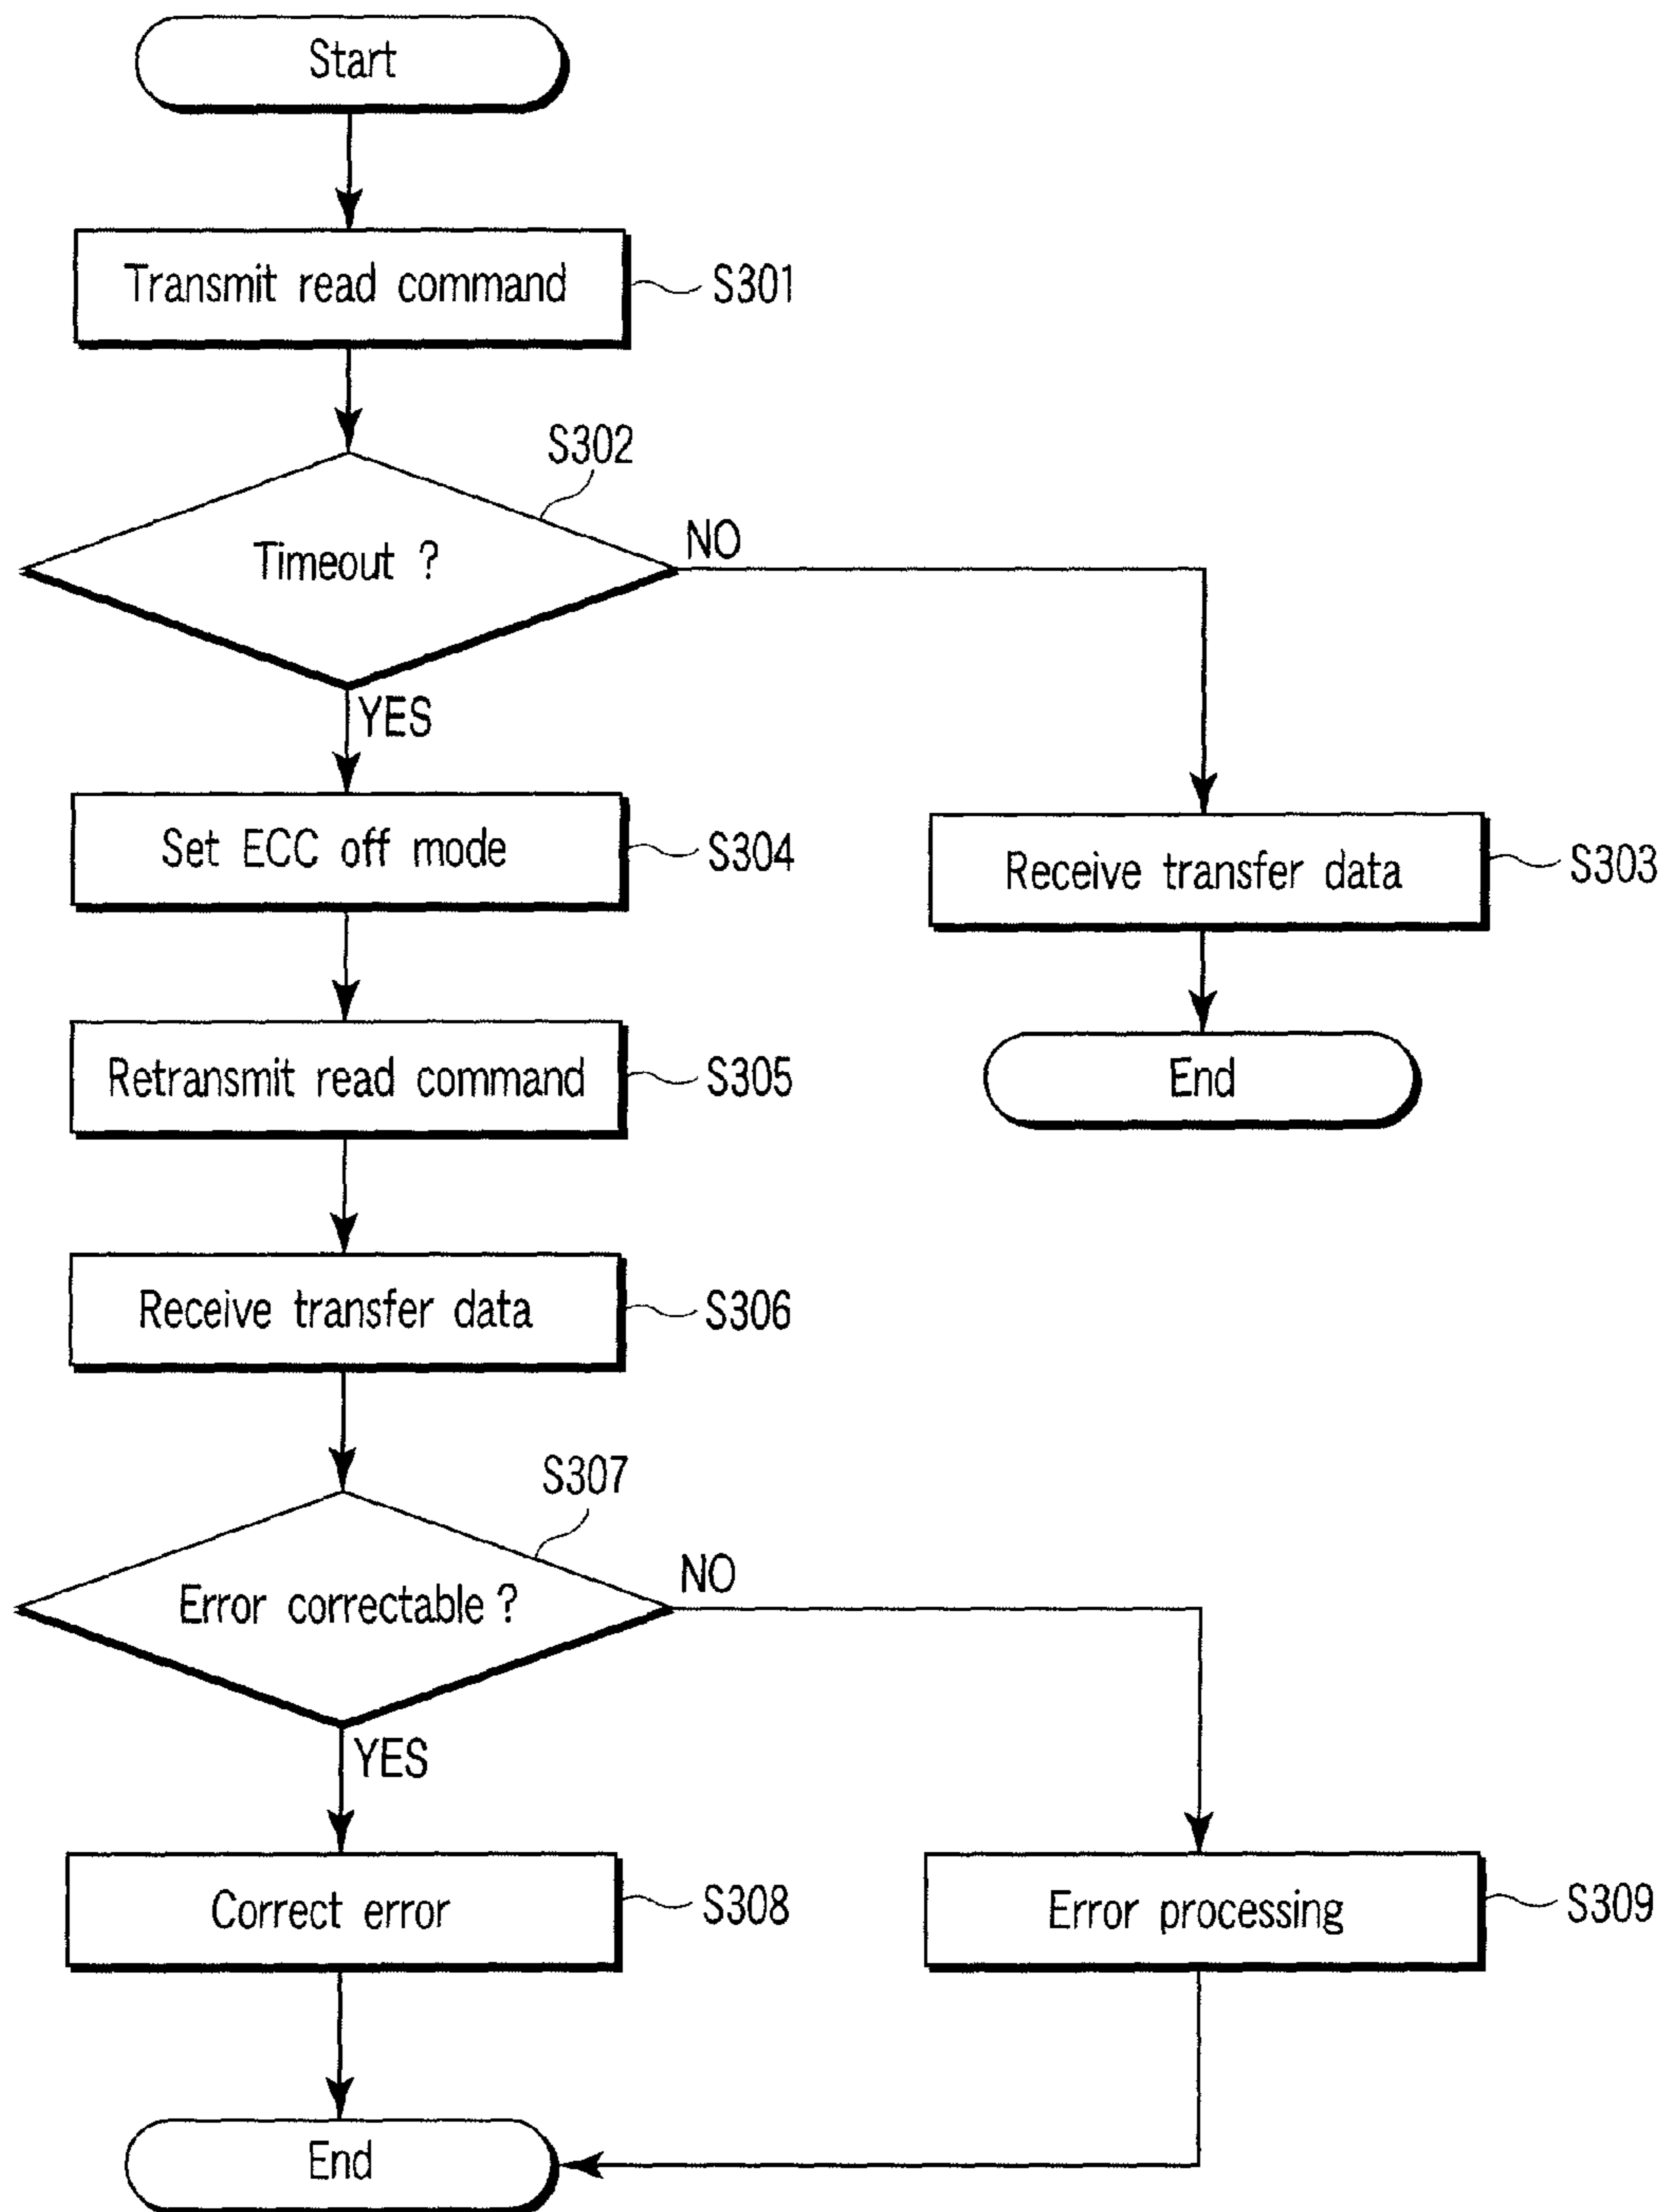 Start
Transmit read command
S301
S302
Timeout ?
NO
YES
Set ECC off mode
S304
Receive transfer data
S303
Retransmit read command
S305
End
Receive transfer data
S306
S307
Error correctable ?
NO
YES
Correct error
S308
Error processing
S309
End